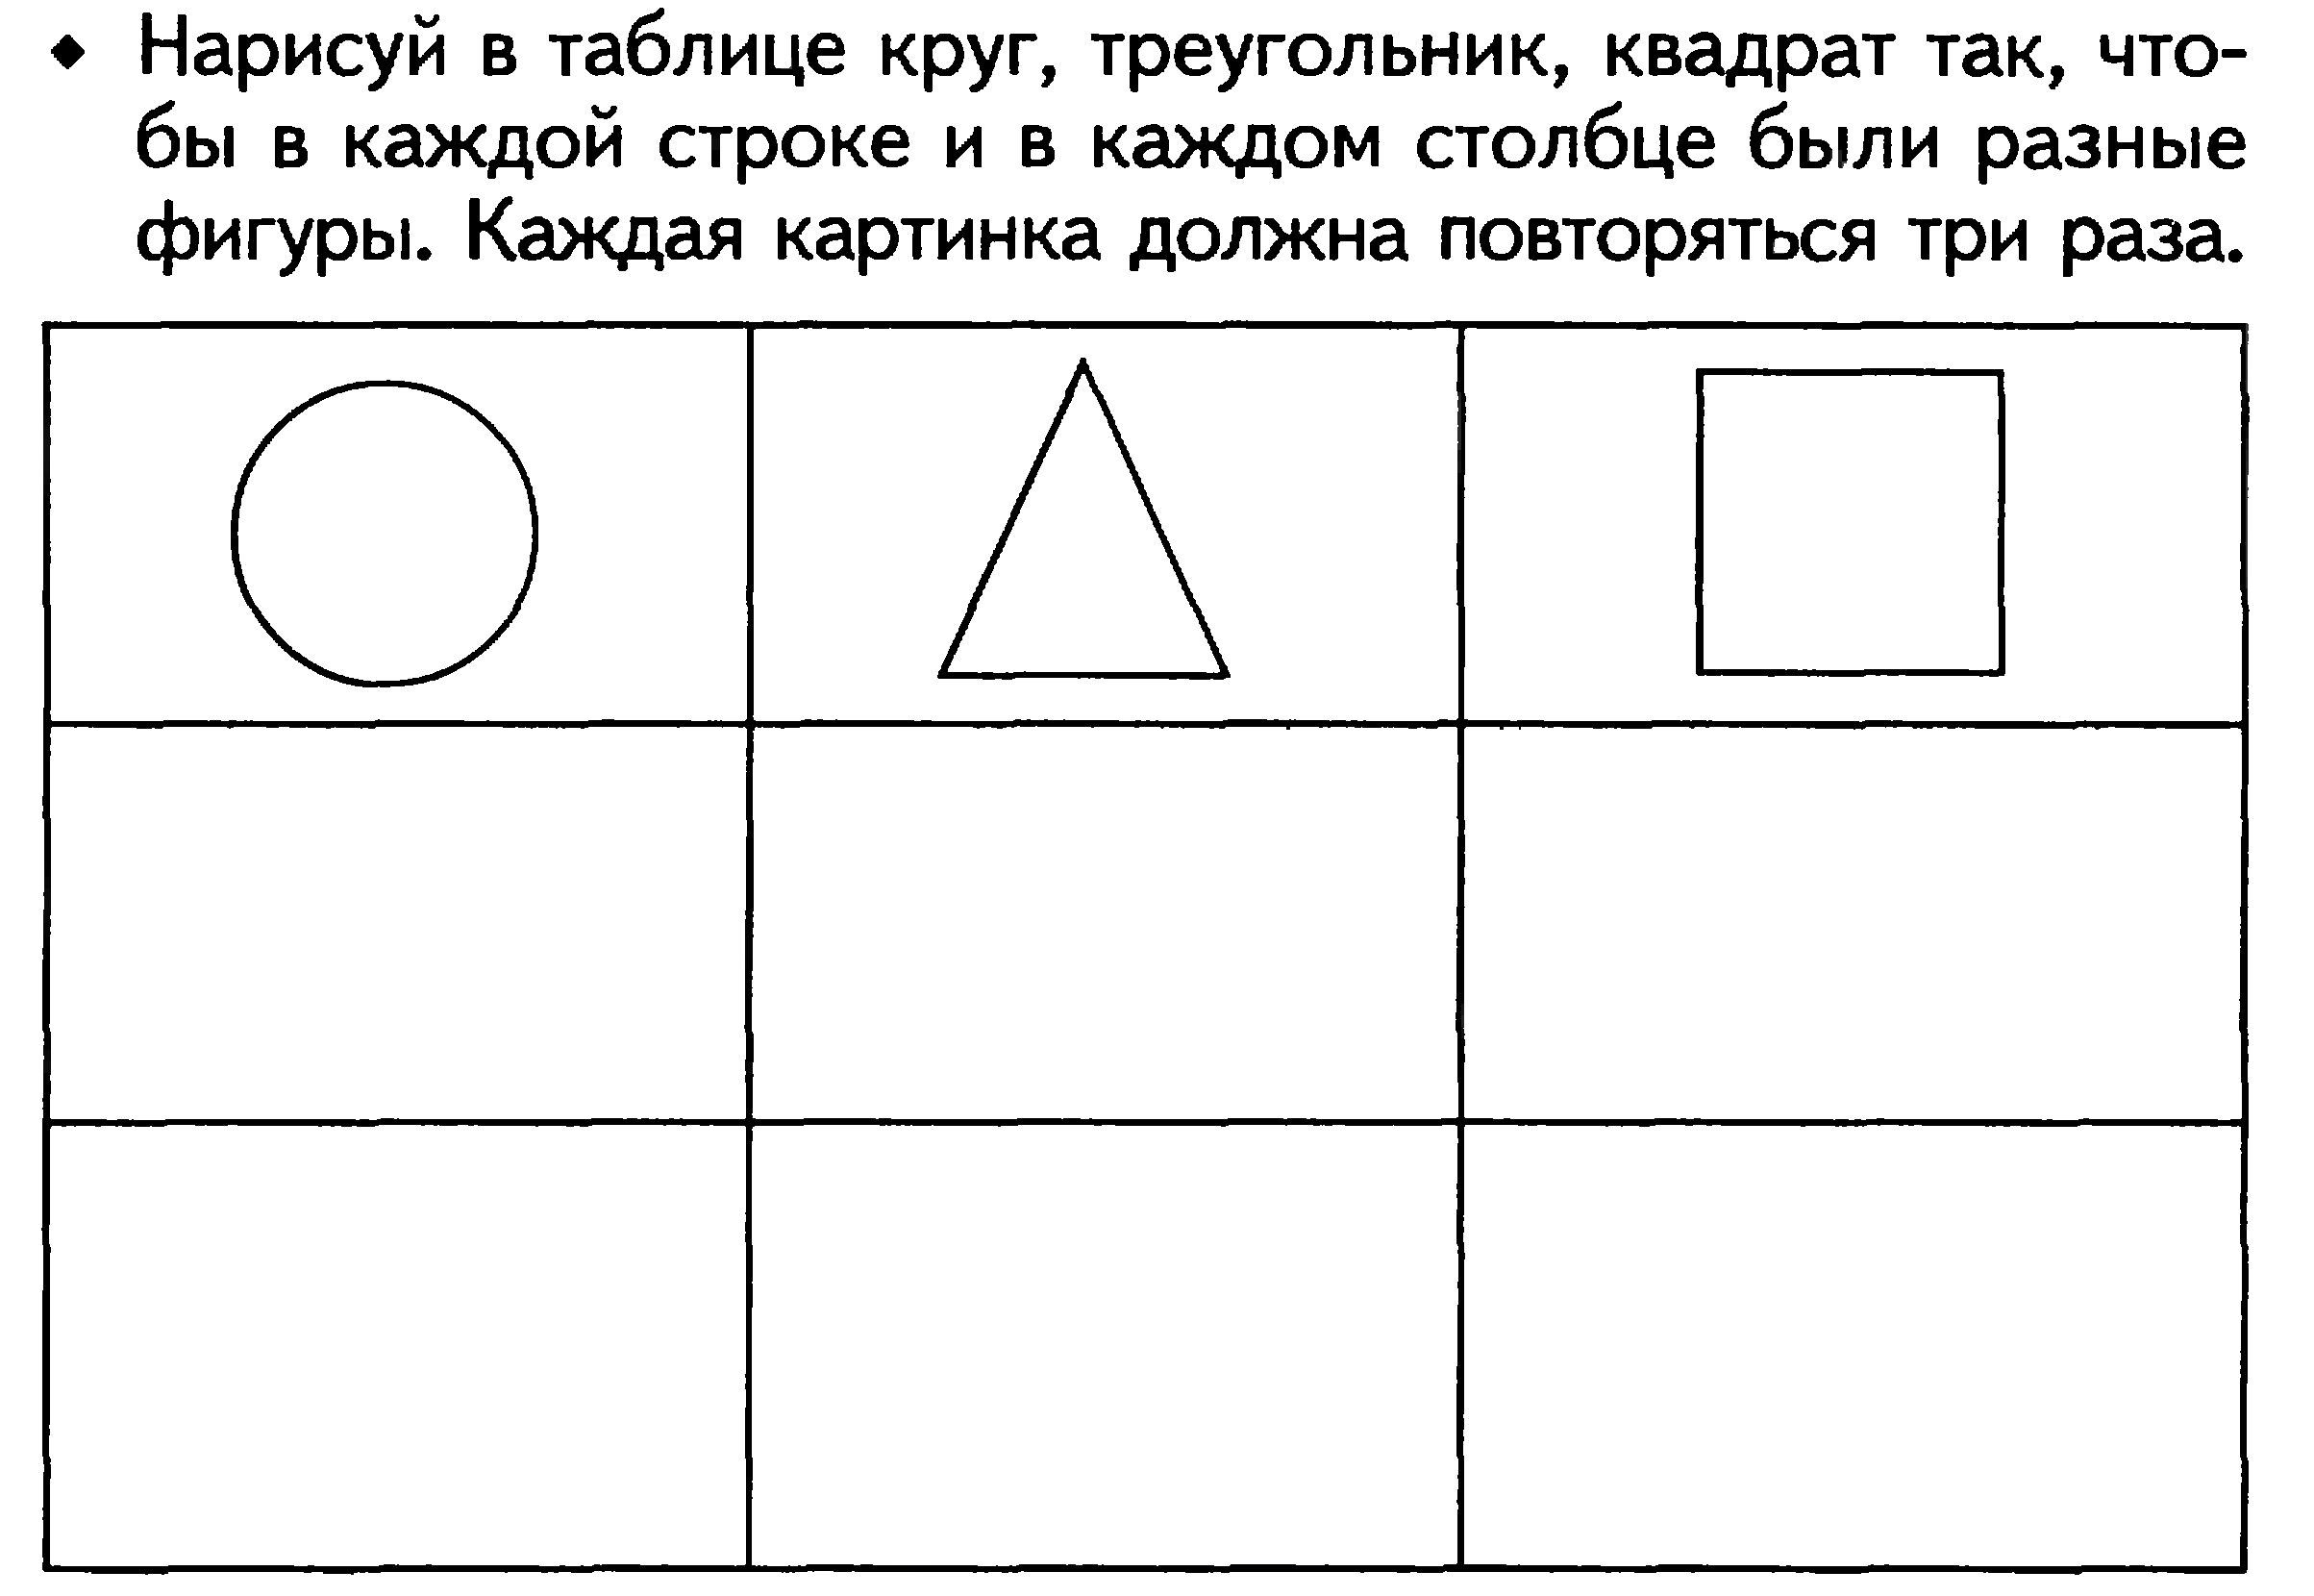 ◆ Нарисуй в таблице круг, треугольник, квадрат так, что-
бы в каждой строке и в каждом столбце были разные
фигуры. Каждая картинка должна повторяться три раза.